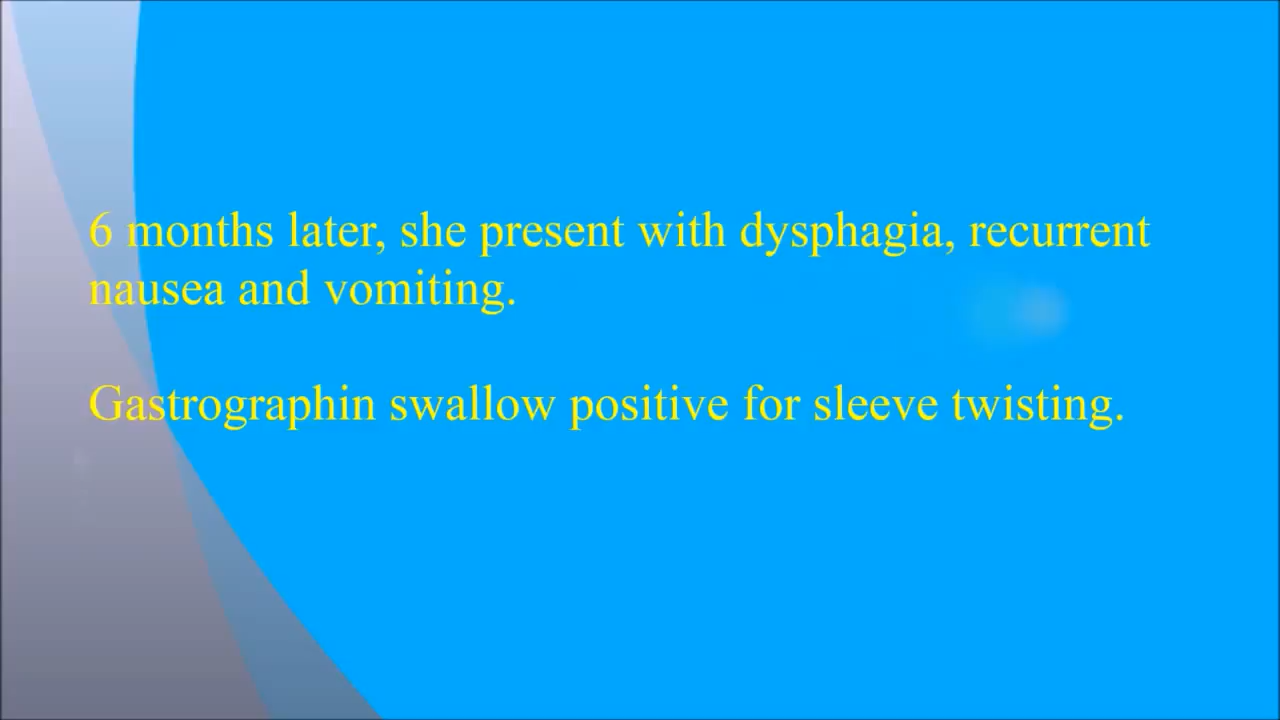 6 months later, she present with dysphagia, recurrent
nausea and vomiting.
Gastrographin swallow positive for sleeve twisting.